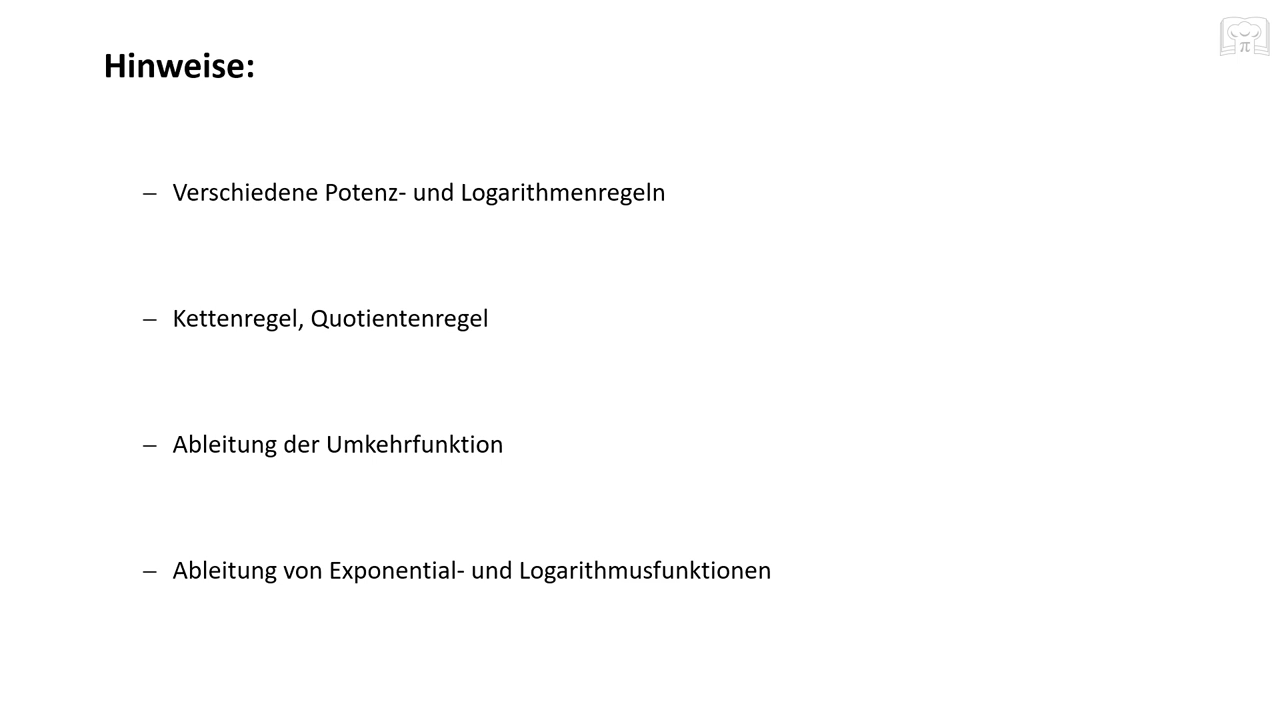 Hinweise:
– Verschiedene Potenz- und Logarithmenregeln
– Kettenregel, Quotientenregel
– Ableitung der Umkehrfunktion
– Ableitung von Exponential- und Logarithmusfunktionen
π